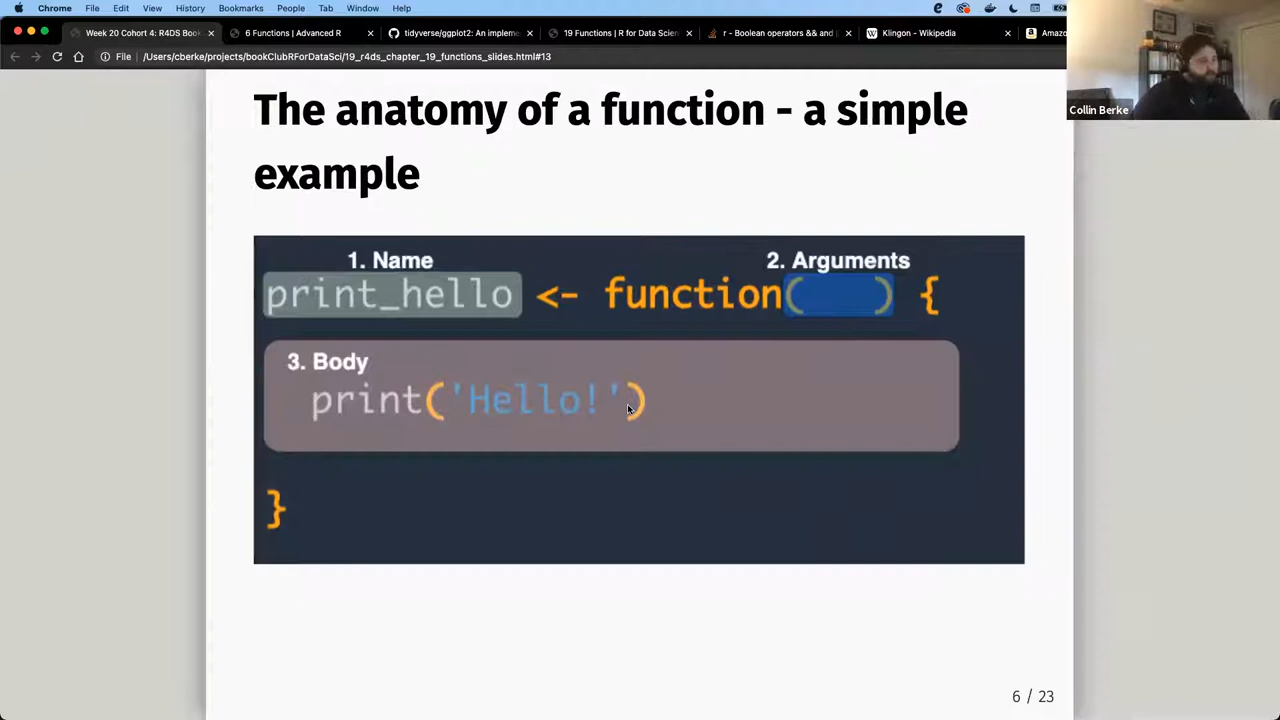 Chrome File Edit View History Bookmarks People Tab Window Help
Week 20 Cohort 4: R4DS Book
6 Functions | Advanced R
tidyverse/ggplot2: An impleme
19 Functions | R for Data Scien
r - Boolean operators && and |
Klingon - Wikipedia
Amazo
File | /Users/cberke/projects/bookClubRForDataSci/19_r4ds_chapter_19_functions_slides.html#13
Collin Berke
The anatomy of a function - a simple
example
1. Name
2. Arguments
print_hello <- function( ) {
3. Body
print('Hello!')
}
6 / 23